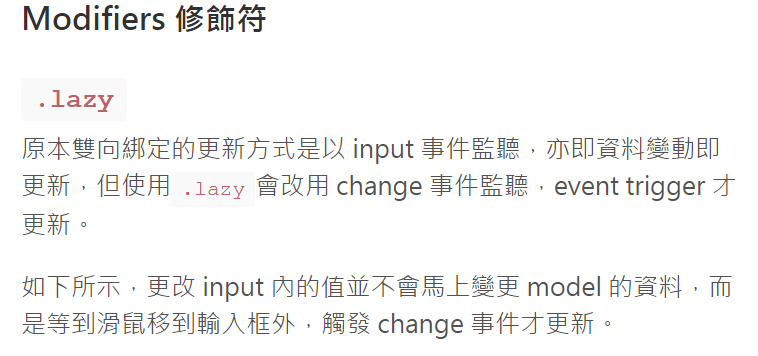 Modifiers 修飾符
.lazy
原本雙向綁定的更新方式是以 input 事件監聽，亦即資料變動即
更新，但使用 .lazy 會改用 change 事件監聽，event trigger 才
更新。
如下所示，更改 input 內的值並不會馬上變更 model 的資料，而
是等到滑鼠移到輸入框外，觸發 change 事件才更新。